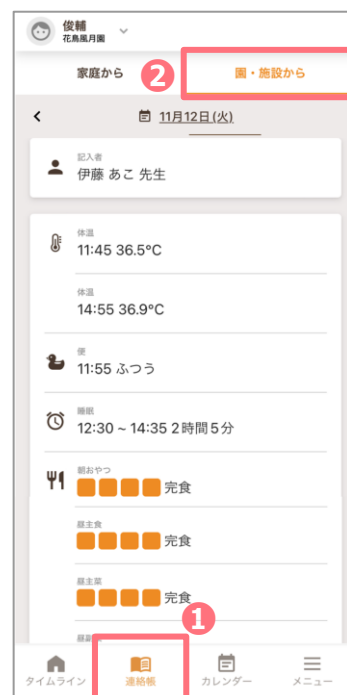 俊輔
花鳥風月園
家庭から
2
園・施設から
11月12日(火)
記入者
伊藤 あこ 先生
体温
11:45 36.5°C
体温
14:55 36.9°C
便
11:55 ふつう
睡眠
12:30 ~ 14:35 2時間5分
朝おやつ
完食
昼主食
完食
昼主菜
完食
1
タイムライン
連絡帳
カレンダー
メニュー